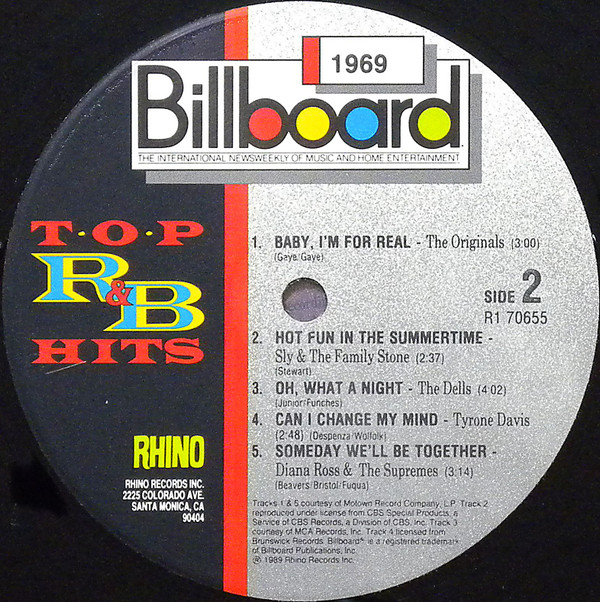 1969
Billboard®
THE INTERNATIONAL NEWSWEEKLY OF MUSIC AND HOME ENTERTAINMENT
T·O·P
R&B
HITS
1. BABY, I'M FOR REAL - The Originals (3:00)
(Gaye/Gaye)
SIDE 2
R1 70655
2. HOT FUN IN THE SUMMERTIME -
Sly & The Family Stone (2:37)
(Stewart)
3. OH, WHAT A NIGHT - The Dells (4:02)
(Junior/Funches)
4. CAN I CHANGE MY MIND - Tyrone Davis
(2:48) (Despenza/Wolfolk)
5. SOMEDAY WE'LL BE TOGETHER -
Diana Ross & The Supremes (3:14)
(Beavers/Bristol/Fuqua)
RHINO
RHINO RECORDS INC.
2225 COLORADO AVE.
SANTA MONICA, CA
90404
Tracks 1 & 5 courtesy of Motown Record Company, L.P. Track 2
reproduced under license from CBS Special Products, a
Service of CBS Records, a Division of CBS, Inc. Track 3
courtesy of MCA Records, Inc. Track 4 licensed from
Brunswick Records. Billboard® is a registered trademark
of Billboard Publications, Inc.
℗ 1989 Rhino Records Inc.